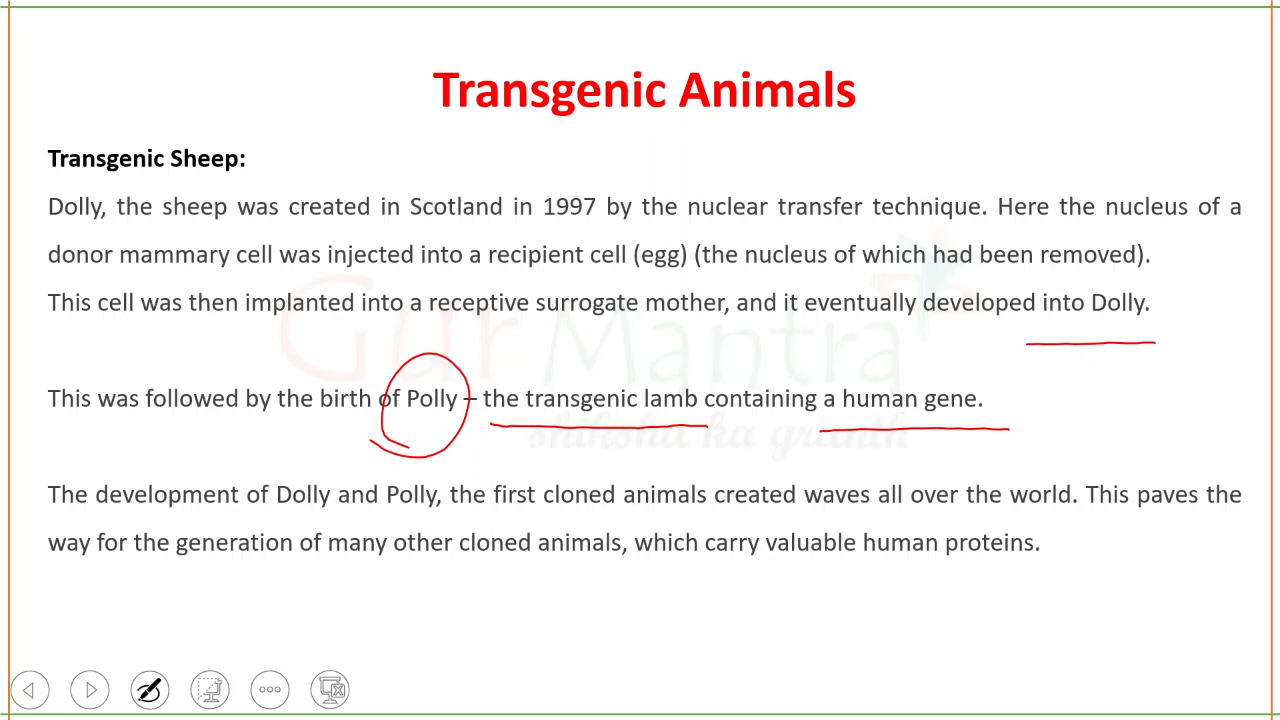 Transgenic Animals
Transgenic Sheep:
Dolly, the sheep was created in Scotland in 1997 by the nuclear transfer technique. Here the nucleus of a
donor mammary cell was injected into a recipient cell (egg) (the nucleus of which had been removed).
This cell was then implanted into a receptive surrogate mother, and it eventually developed into Dolly.
Gur Mantra
This was followed by the birth of Polly – the transgenic lamb containing a human gene.
shiksha ka granth
The development of Dolly and Polly, the first cloned animals created waves all over the world. This paves the
way for the generation of many other cloned animals, which carry valuable human proteins.